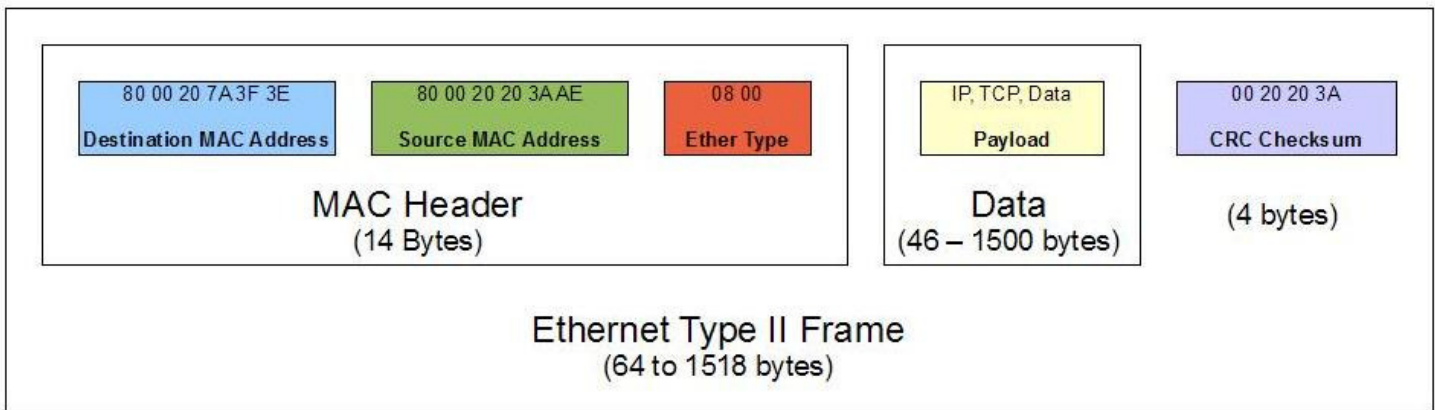 80 00 20 7A 3F 3E
Destination MAC Address
80 00 20 20 3A AE
Source MAC Address
08 00
Ether Type
MAC Header
(14 Bytes)
IP, TCP, Data
Payload
Data
(46 – 1500 bytes)
00 20 20 3A
CRC Checksum
(4 bytes)
Ethernet Type II Frame
(64 to 1518 bytes)